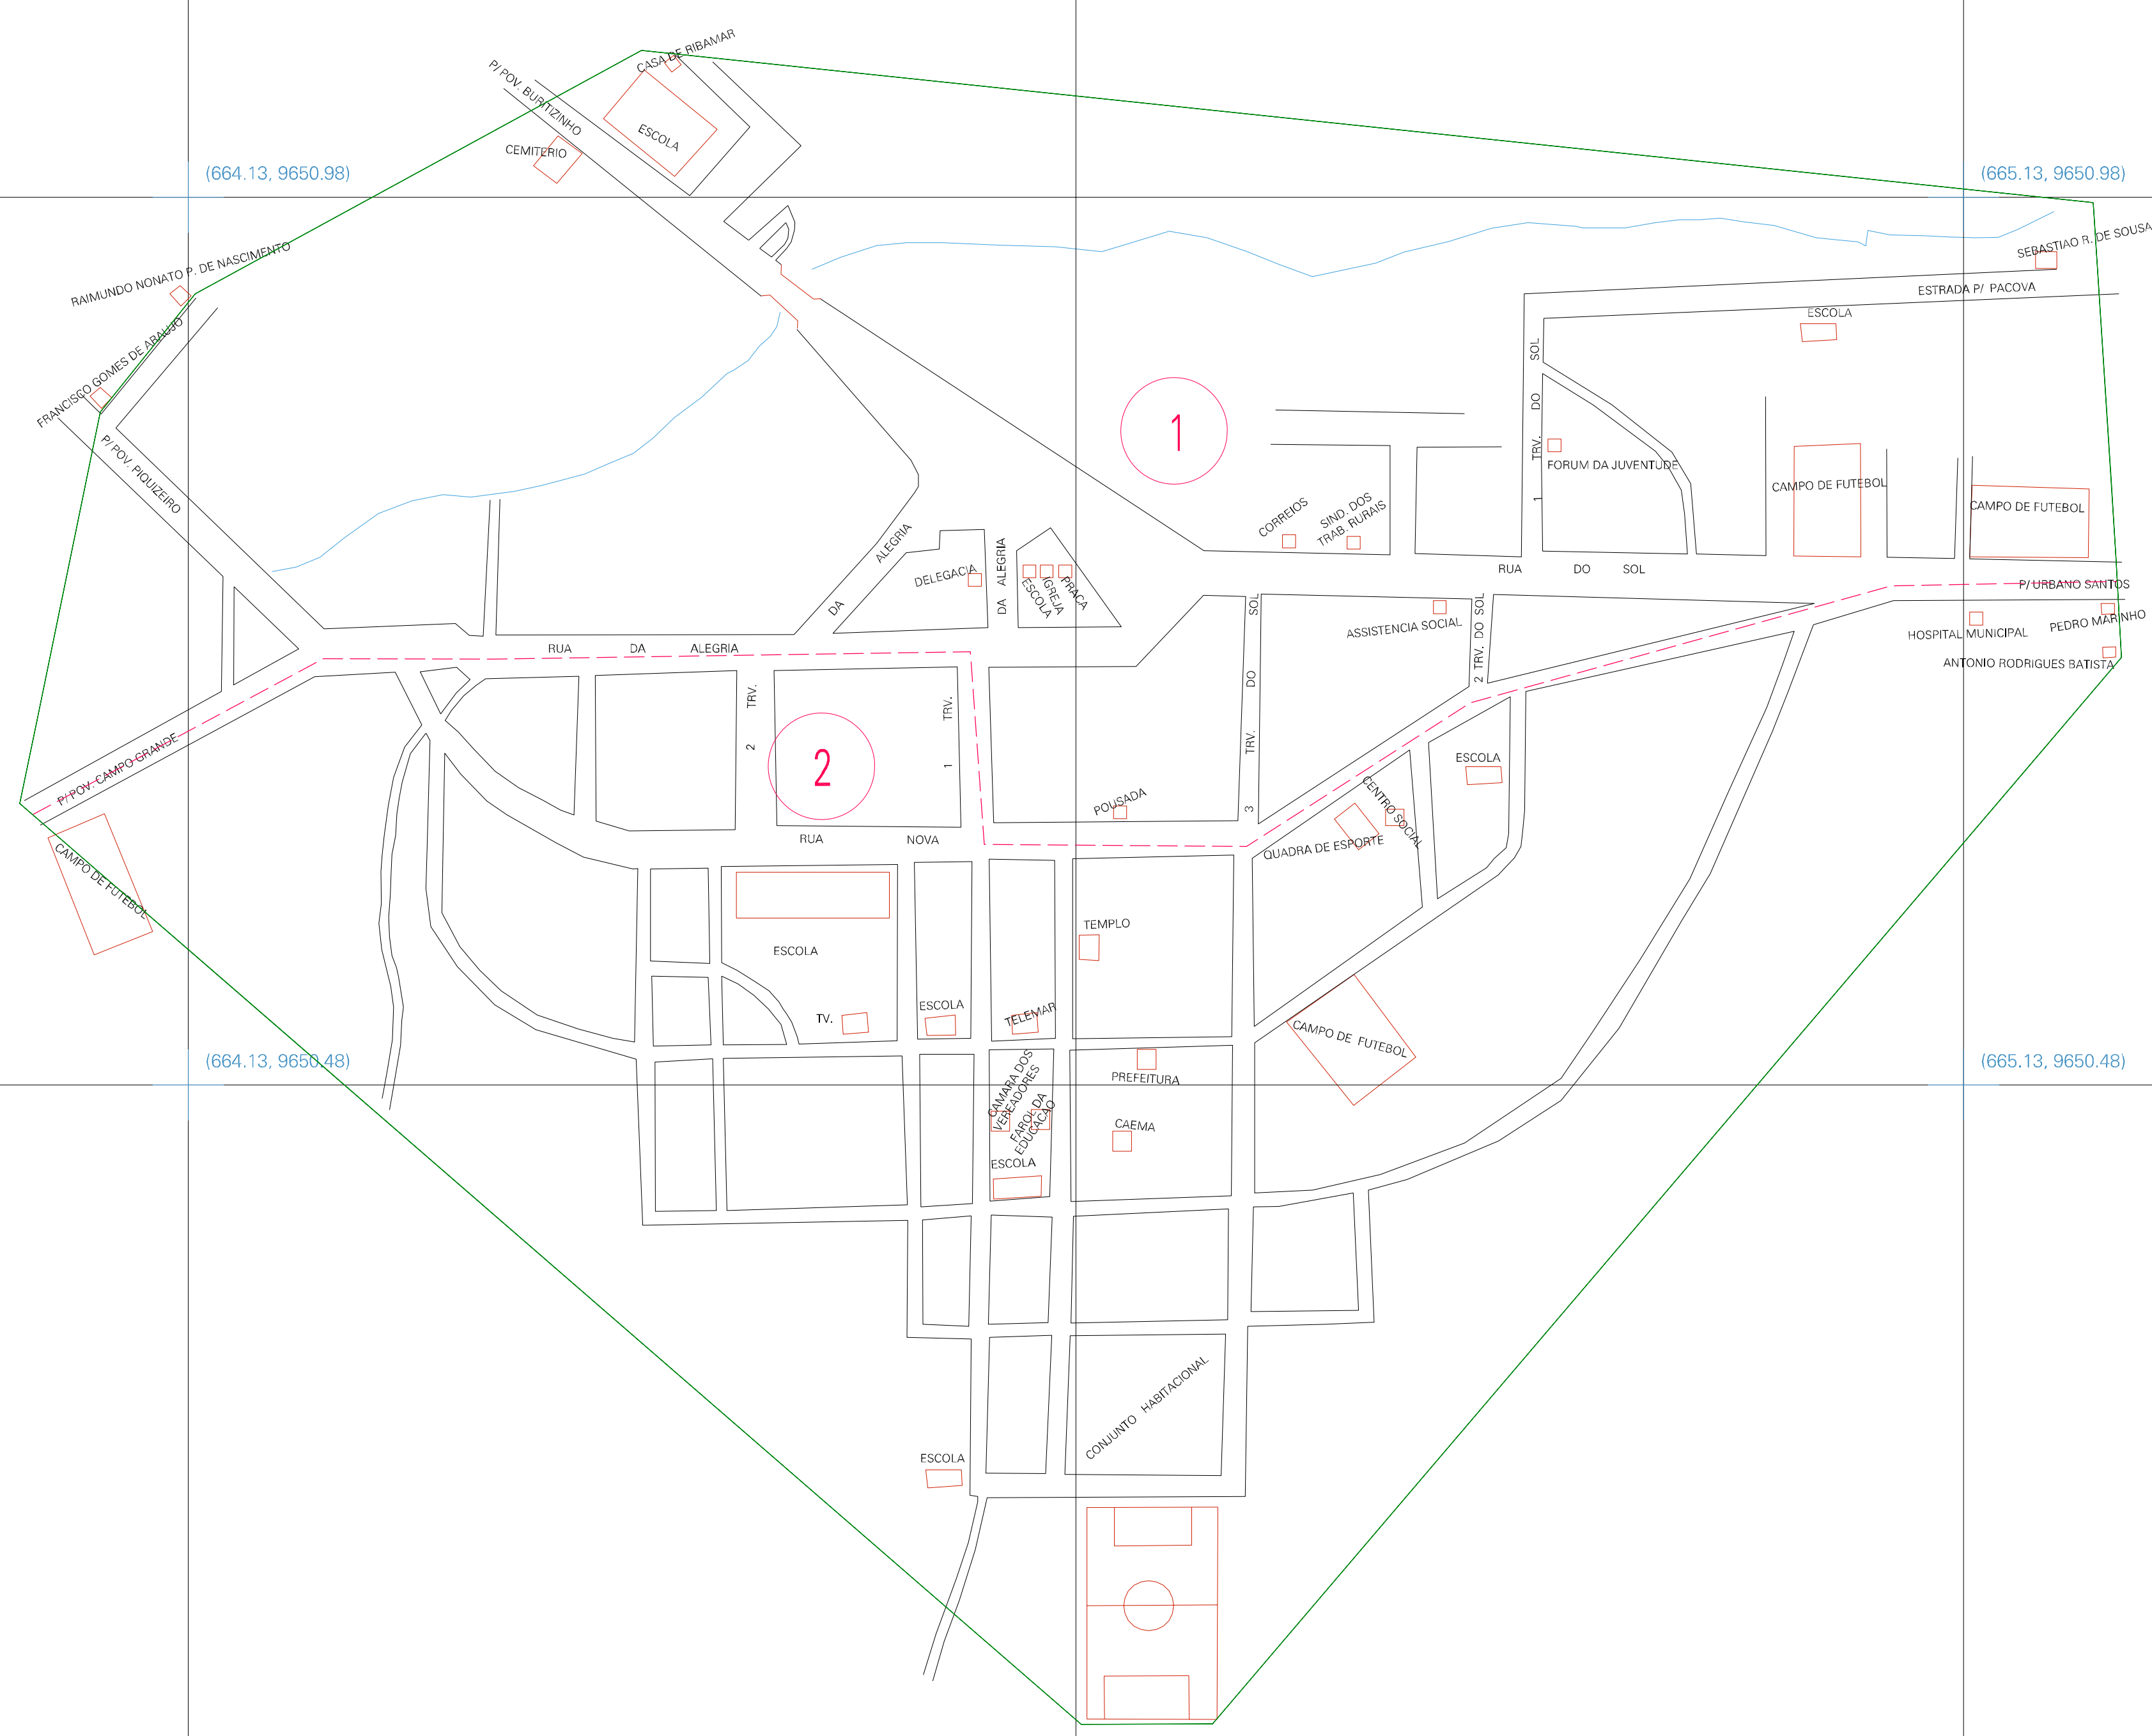 CASA DE RIBAMAR
P/ POV. BURITIZINHO
ESCOLA
CEMITERIO
(664.13, 9650.98)
(665.13, 9650.98)
SEBASTIAO R. DE SOUSA
RAIMUNDO NONATO P. DE NASCIMENTO
ESTRADA P/ PACOVA
ESCOLA
FRANCISCO GOMES DE ARAUJO
P/ POV. PIQUIZEIRO
1
1 TRV. DO SOL
FORUM DA JUVENTUDE
CAMPO DE FUTEBOL
CAMPO DE FUTEBOL
CORREIOS
SIND. DOS
TRAB. RURAIS
DA ALEGRIA
DELEGACIA
DA ALEGRIA
ESCOLA
IGREJA
PRACA
RUA DO SOL
P/ URBANO SANTOS
ASSISTENCIA SOCIAL
2 TRV. DO SOL
3 TRV. DO SOL
HOSPITAL MUNICIPAL
PEDRO MARINHO
ANTONIO RODRIGUES BATISTA
RUA DA ALEGRIA
2 TRV.
1 TRV.
2
P/ POV. CAMPO GRANDE
ESCOLA
CENTRO SOCIAL
POUSADA
QUADRA DE ESPORTE
RUA NOVA
CAMPO DE FUTEBOL
TEMPLO
ESCOLA
TV.
ESCOLA
TELEMAR
CAMPO DE FUTEBOL
(664.13, 9650.48)
(665.13, 9650.48)
CAMARA DOS
VEREADORES
PREFEITURA
FAROL DA
EDUCACAO
CAEMA
ESCOLA
CONJUNTO HABITACIONAL
ESCOLA